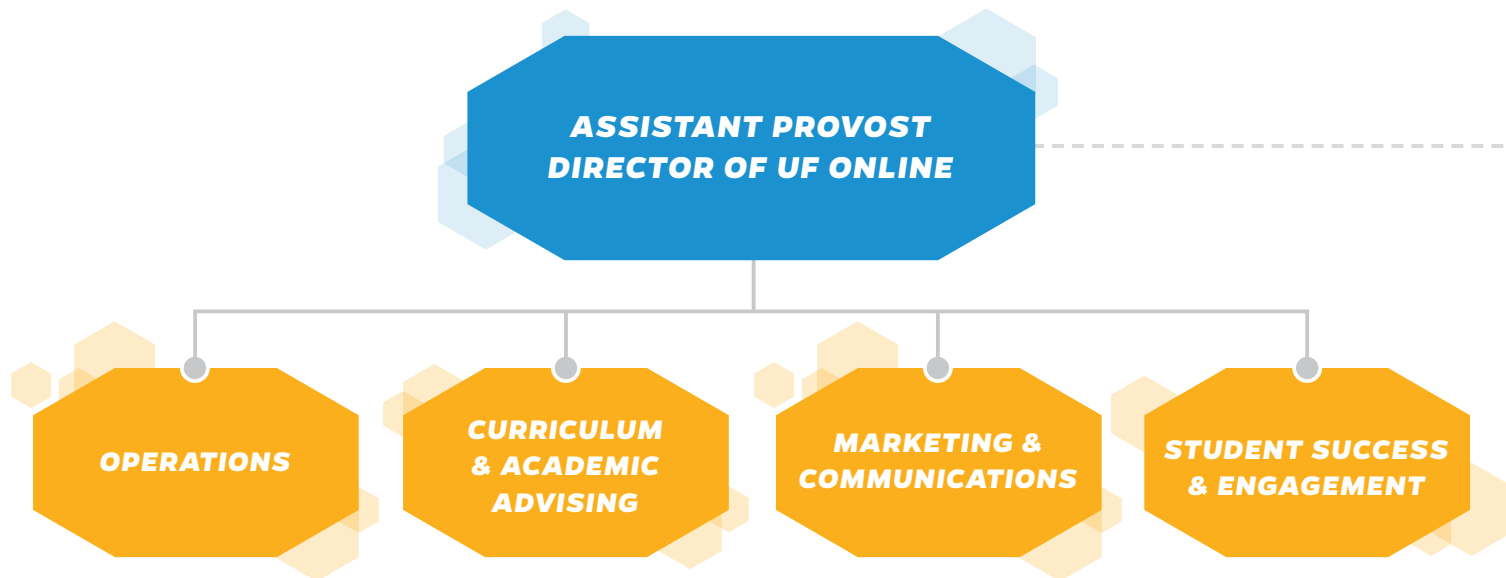 ASSISTANT PROVOST
DIRECTOR OF UF ONLINE
OPERATIONS
CURRICULUM
& ACADEMIC
ADVISING
MARKETING &
COMMUNICATIONS
STUDENT SUCCESS
& ENGAGEMENT